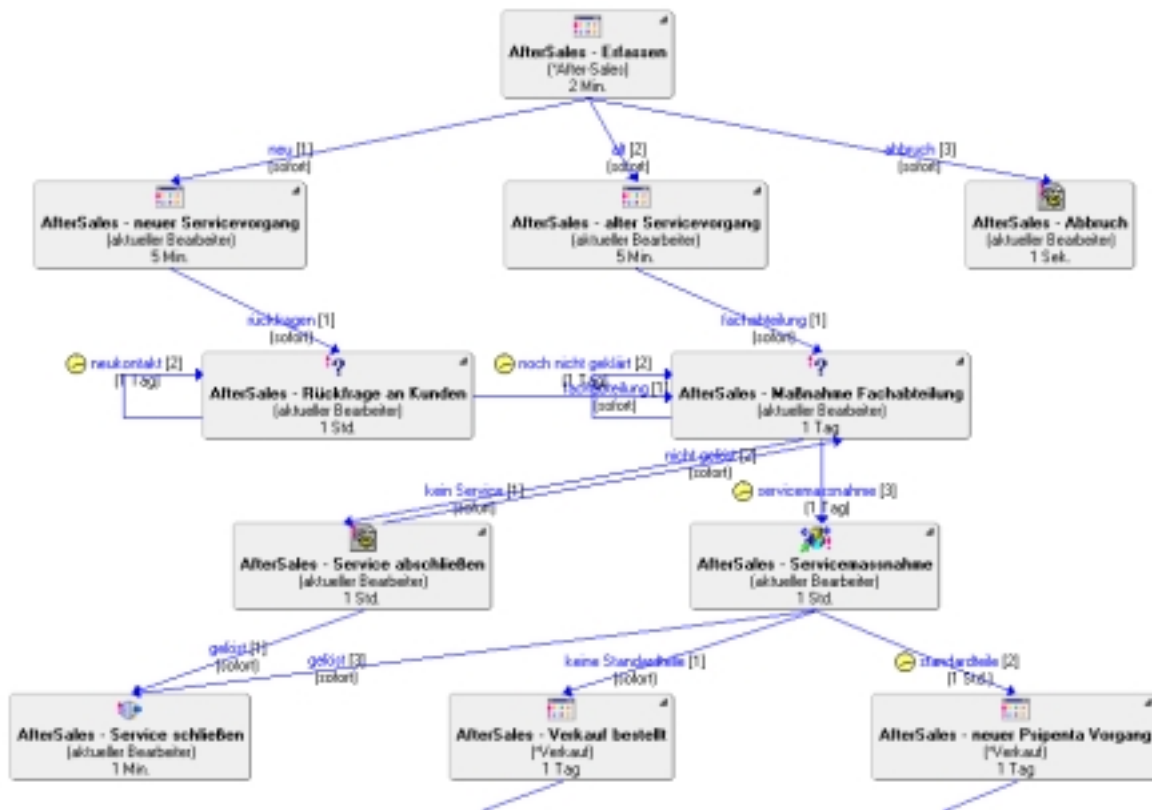 AfterSales - Erfassen
(*After-Sales)
2 Min.
neu [1]
(sofort)
alt [2]
(sofort)
abbruch [3]
(sofort)
AfterSales - neuer Servicevorgang
(aktueller Bearbeiter)
5 Min.
AfterSales - alter Servicevorgang
(aktueller Bearbeiter)
5 Min.
AfterSales - Abbruch
(aktueller Bearbeiter)
1 Sek.
rückfragen [1]
(sofort)
fachabteilung [1]
(sofort)
neukontakt [2]
(1 Tag)
AfterSales - Rückfrage an Kunden
(aktueller Bearbeiter)
1 Std.
noch nicht geklärt [2]
(1 Tag)
fachabteilung [1]
(sofort)
AfterSales - Maßnahme Fachabteilung
(aktueller Bearbeiter)
1 Tag
nicht gelöst [2]
(sofort)
kein Service [1]
(sofort)
servicemassnahme [3]
(1 Tag)
AfterSales - Service abschließen
(aktueller Bearbeiter)
1 Std.
AfterSales - Servicemassnahme
(aktueller Bearbeiter)
1 Std.
gelöst [1]
(sofort)
gelöst [3]
(sofort)
keine Standardteile [1]
(sofort)
standardteile [2]
(1 Std.)
AfterSales - Service schließen
(aktueller Bearbeiter)
1 Min.
AfterSales - Verkauf bestellt
(*Verkauf)
1 Tag
AfterSales - neuer Psipenta Vorgang
(*Verkauf)
1 Tag